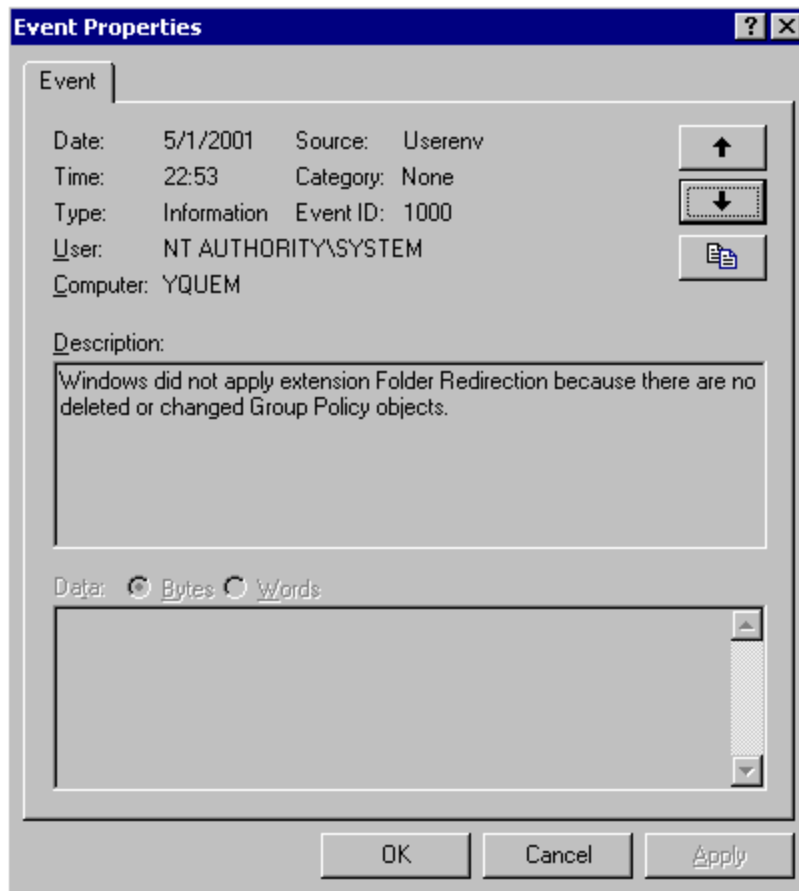 Event Properties
Event
Date: 5/1/2001 Source: Userenv
Time: 22:53 Category: None
Type: Information Event ID: 1000
User: NT AUTHORITY\SYSTEM
Computer: YQUEM
Description:
Windows did not apply extension Folder Redirection because there are no
deleted or changed Group Policy objects.
Data: Bytes Words
OK Cancel Apply